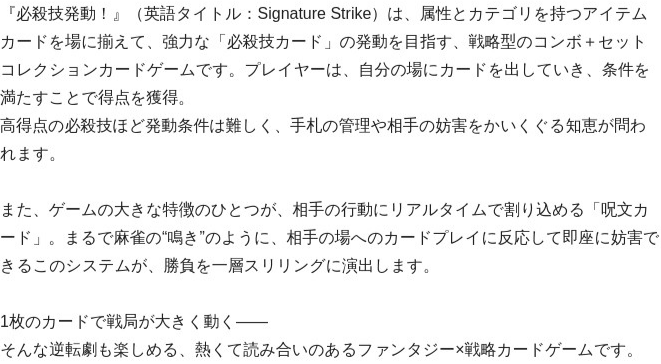 『必殺技発動！』（英語タイトル：Signature Strike）は、属性とカテゴリを持つアイテム
カードを場に揃えて、強力な「必殺技カード」の発動を目指す、戦略型のコンボ＋セット
コレクションカードゲームです。プレイヤーは、自分の場にカードを出していき、条件を
満たすことで得点を獲得。
高得点の必殺技ほど発動条件は難しく、手札の管理や相手の妨害をかいくぐる知恵が問わ
れます。
また、ゲームの大きな特徴のひとつが、相手の行動にリアルタイムで割り込める「呪文カ
ード」。まるで麻雀の“鳴き”のように、相手の場へのカードプレイに反応して即座に妨害で
きるこのシステムが、勝負を一層スリリングに演出します。
1枚のカードで戦局が大きく動く——
そんな逆転劇も楽しめる、熱くて読み合いのあるファンタジー×戦略カードゲームです。